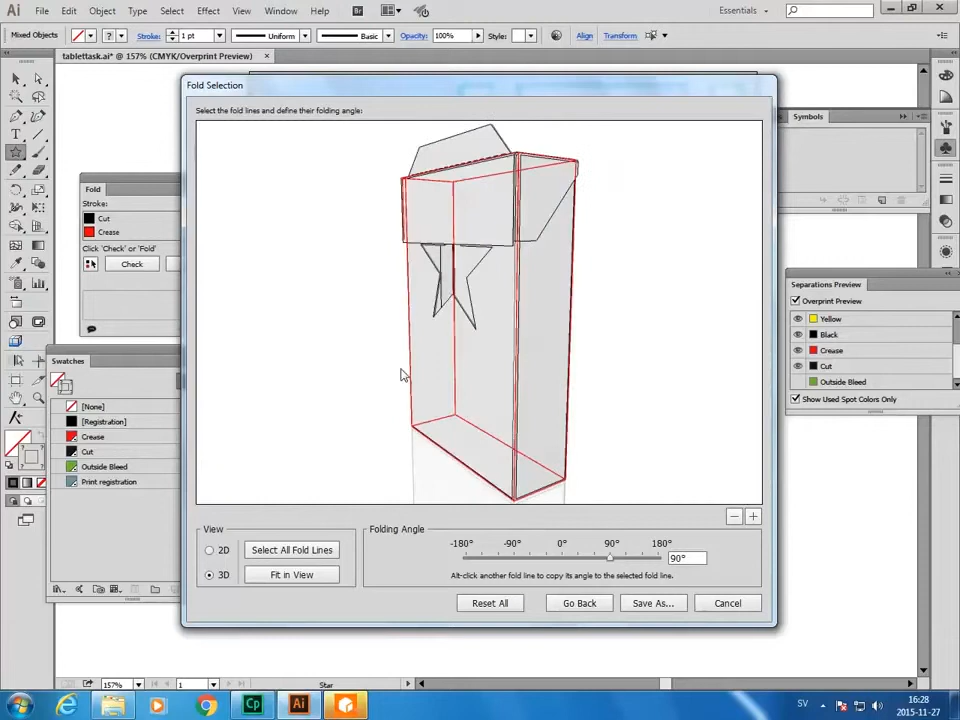 Ai File Edit Object Type Select Effect View Window Help Br Essentials
Mixed Objects ? Stroke: 1 pt Uniform Basic Opacity: 100% Style: Align Transform
tablettask.ai* @ 157% (CMYK/Overprint Preview) ×
Fold Selection
Select the fold lines and define their folding angle:
Symbols
Fold
Stroke:
Cut
Crease
Click 'Check' or 'Fold'
Check
Separations Preview
Overprint Preview
Yellow
Black
Crease
Cut
Outside Bleed
Show Used Spot Colors Only
Swatches
[None]
[Registration]
Crease
Cut
Outside Bleed
Print registration
View
2D Select All Fold Lines
3D Fit in View
Folding Angle
-180° -90° 0° 90° 180°
90°
Alt-click another fold line to copy its angle to the selected fold line.
Reset All Go Back Save As... Cancel
157% 1 Star
Cp Ai SV 16:28
2015-11-27